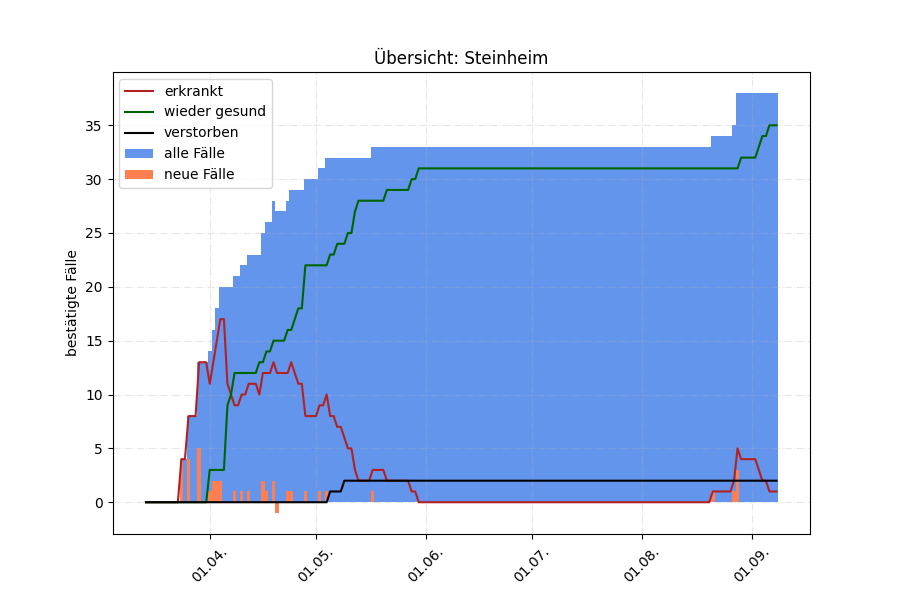 Übersicht: Steinheim
erkrankt
wieder gesund
verstorben
alle Fälle
neue Fälle
bestätigte Fälle
35
30
25
20
15
10
5
0
01.04.
01.05.
01.06.
01.07.
01.08.
01.09.